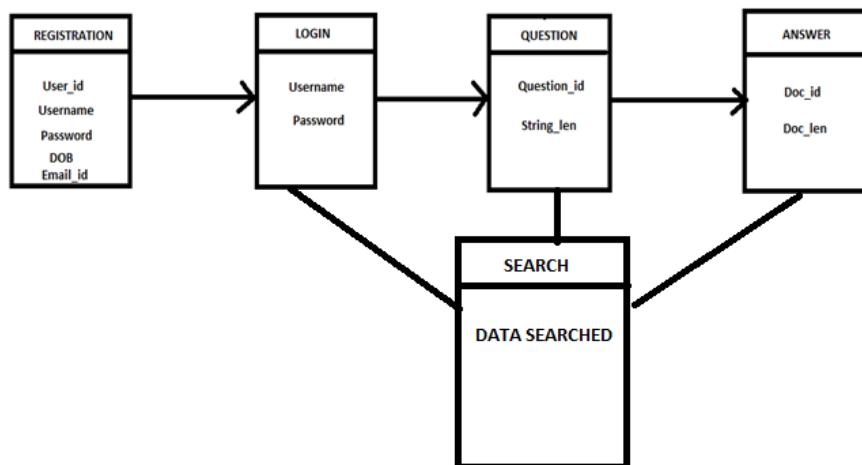 REGISTRATION
User_id
Username
Password
DOB
Email_id
LOGIN
Username
Password
QUESTION
Question_id
String_len
ANSWER
Doc_id
Doc_len
SEARCH
DATA SEARCHED